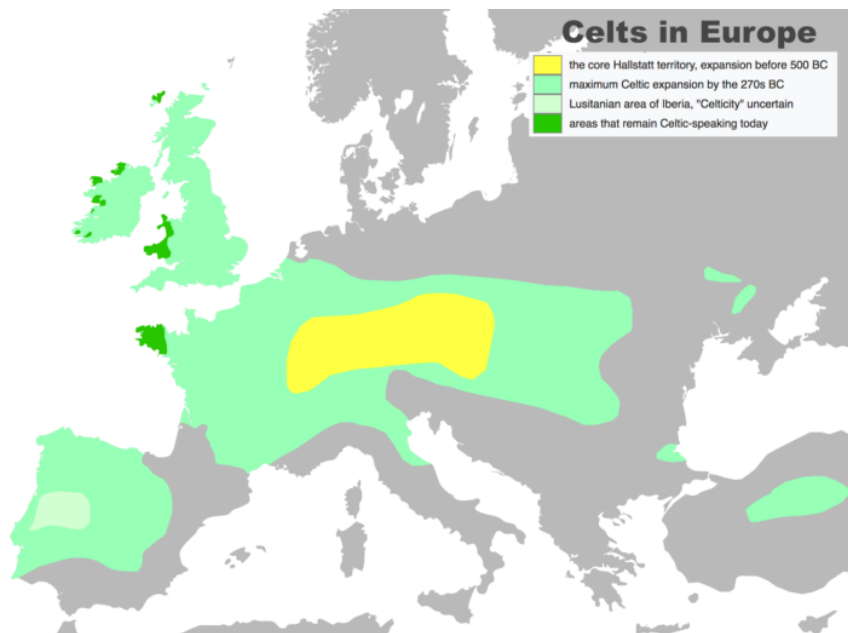 Celts in Europe
the core Hallstatt territory, expansion before 500 BC
maximum Celtic expansion by the 270s BC
Lusitanian area of Iberia, "Celticity" uncertain
areas that remain Celtic-speaking today